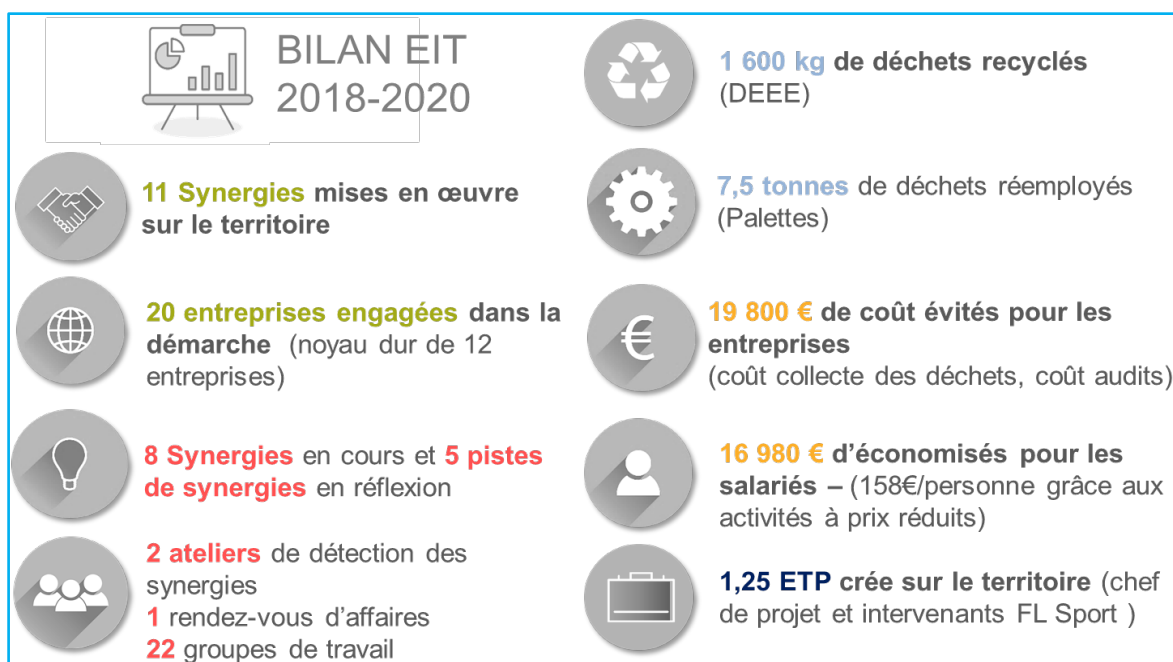 BILAN EIT
2018-2020
11 Synergies mises en œuvre
sur le territoire
20 entreprises engagées dans la
démarche (noyau dur de 12
entreprises)
8 Synergies en cours et 5 pistes
de synergies en réflexion
2 ateliers de détection des
synergies
1 rendez-vous d’affaires
22 groupes de travail
1 600 kg de déchets recyclés
(DEEE)
7,5 tonnes de déchets réemployés
(Palettes)
€
19 800 € de coût évités pour les
entreprises
(coût collecte des déchets, coût audits)
16 980 € d’économisés pour les
salariés – (158€/personne grâce aux
activités à prix réduits)
1,25 ETP crée sur le territoire (chef
de projet et intervenants FL Sport )